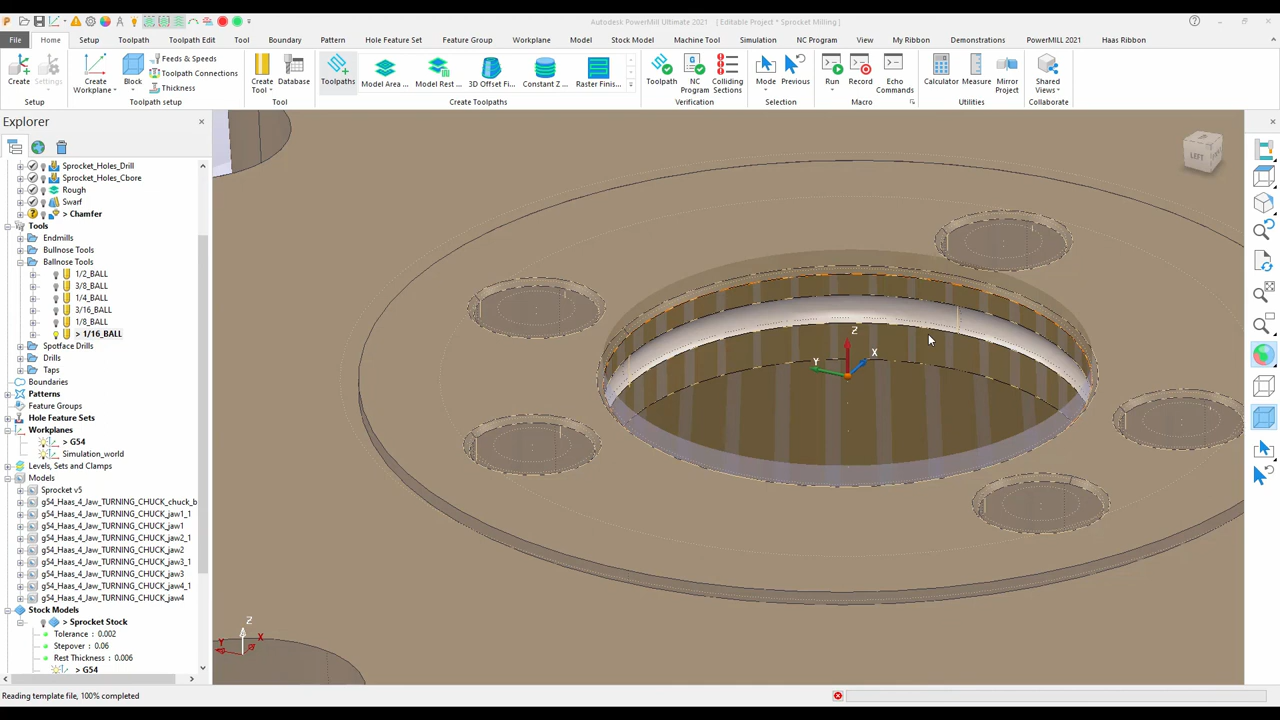 Autodesk PowerMill Ultimate 2021 [ Editable Project * Sprocket Milling ]
File Home Setup Toolpath Toolpath Edit Tool Boundary Pattern Hole Feature Set Feature Group Workplane Model Stock Model Machine Tool Simulation NC Program View My Ribbon Demonstrations PowerMILL 2021 Haas Ribbon
Feeds & Speeds
Toolpath Connections
Thickness
Create Settings Create Workplane Block Create Tool Database Toolpaths Model Area ... Model Rest ... 3D Offset Fi... Constant Z ... Raster Finis... Toolpath NC Program Colliding Sections Mode Previous Run Record Echo Commands Calculator Measure Mirror Project Shared Views
Setup Toolpath setup Tool Create Toolpaths Verification Selection Macro Utilities Collaborate
Explorer
Sprocket_Holes_Drill
Sprocket_Holes_Cbore
Rough
Swarf
> Chamfer
Tools
Endmills
Bullnose Tools
Ballnose Tools
1/2_BALL
3/8_BALL
1/4_BALL
3/16_BALL
1/8_BALL
> 1/16_BALL
Spotface Drills
Drills
Taps
Boundaries
Patterns
Feature Groups
Hole Feature Sets
Workplanes
> G54
Simulation_world
Levels, Sets and Clamps
Models
Sprocket v5
g54_Haas_4_Jaw_TURNING_CHUCK_chuck_b
g54_Haas_4_Jaw_TURNING_CHUCK_jaw1_1
g54_Haas_4_Jaw_TURNING_CHUCK_jaw1
g54_Haas_4_Jaw_TURNING_CHUCK_jaw2_1
g54_Haas_4_Jaw_TURNING_CHUCK_jaw2
g54_Haas_4_Jaw_TURNING_CHUCK_jaw3_1
g54_Haas_4_Jaw_TURNING_CHUCK_jaw3
g54_Haas_4_Jaw_TURNING_CHUCK_jaw4_1
g54_Haas_4_Jaw_TURNING_CHUCK_jaw4
Stock Models
> Sprocket Stock
Tolerance : 0.002
Stepover : 0.06
Rest Thickness : 0.006
> G54
LEFT
Z
X
Y
Z
Y
X
Reading template file, 100% completed